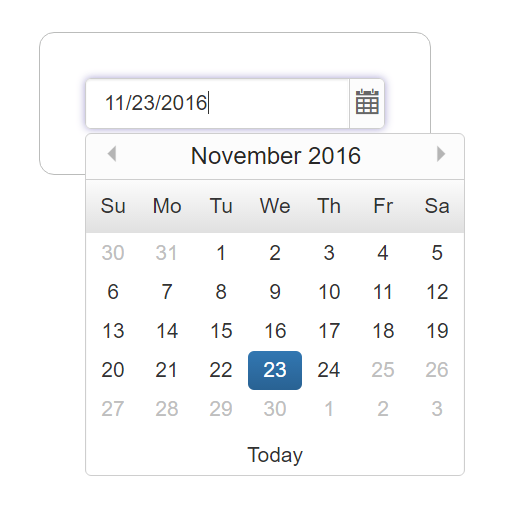 11/23/2016
November 2016
Su Mo Tu We Th Fr Sa
30 31 1 2 3 4 5
6 7 8 9 10 11 12
13 14 15 16 17 18 19
20 21 22 23 24 25 26
27 28 29 30 1 2 3
Today